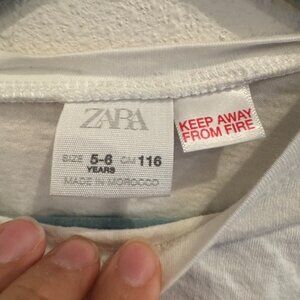 ZARA
SIZE 5-6 CM 116
YEARS
MADE IN MOROCCO
KEEP AWAY
FROM FIRE